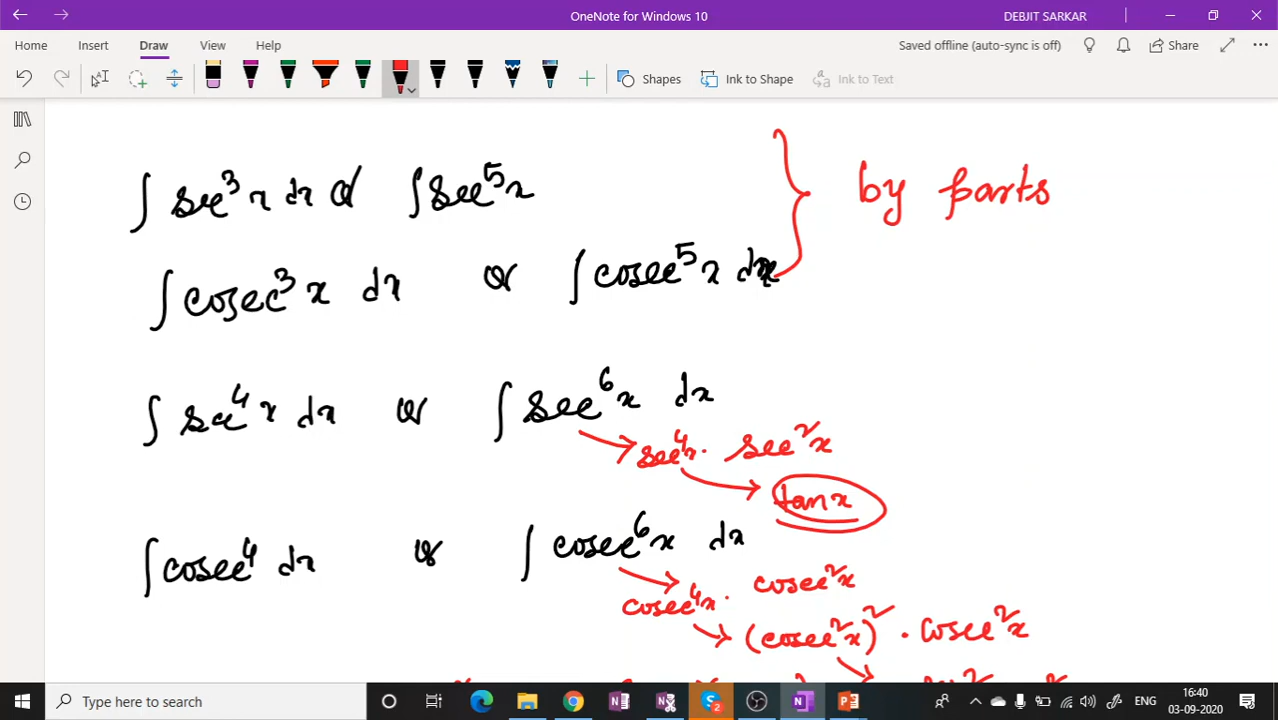 OneNote for Windows 10
DEBJIT SARKAR
Home Insert Draw View Help
Saved offline (auto-sync is off)
Share
Shapes
Ink to Shape
Ink to Text
∫ sec³x dx or ∫ sec⁵x
by parts
∫ cosec³x dx or ∫ cosec⁵x dx
∫ sec⁴x dx or ∫ sec⁶x dx
sec⁴x · sec²x
tan x
∫ cosec⁴ dx or ∫ cosec⁶x dx
cosec⁴x · cosec²x
(cosec²x)² · cosec²x
Type here to search
2
ENG
16:40
03-09-2020